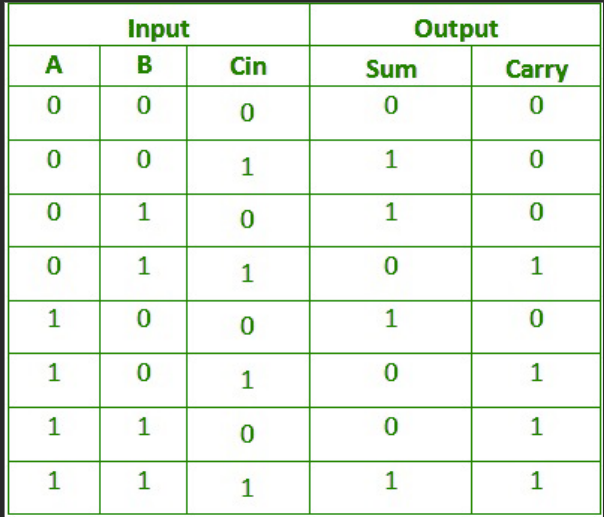 Input Output
A B Cin Sum Carry
0 0 0 0 0
0 0 1 1 0
0 1 0 1 0
0 1 1 0 1
1 0 0 1 0
1 0 1 0 1
1 1 0 0 1
1 1 1 1 1